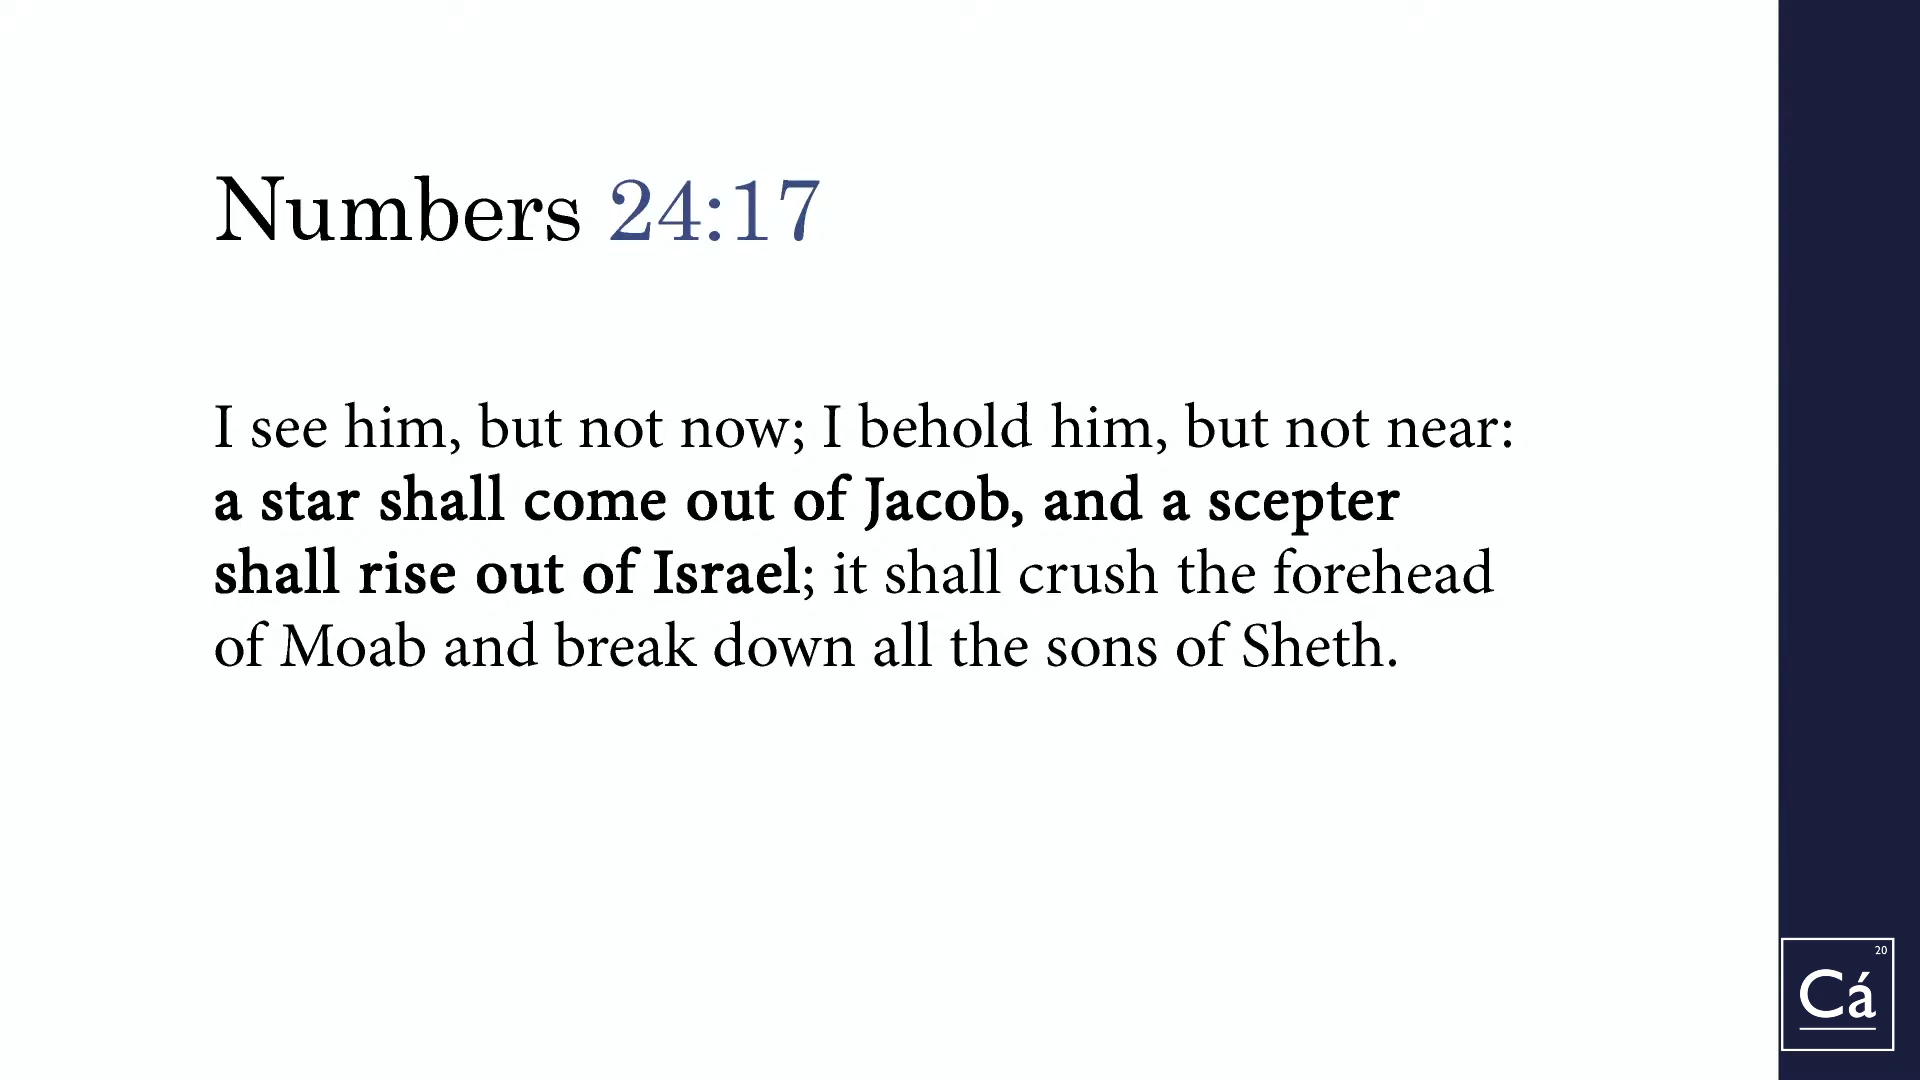 Numbers 24:17
I see him, but not now; I behold him, but not near:
a star shall come out of Jacob, and a scepter
shall rise out of Israel; it shall crush the forehead
of Moab and break down all the sons of Sheth.
20
Cá